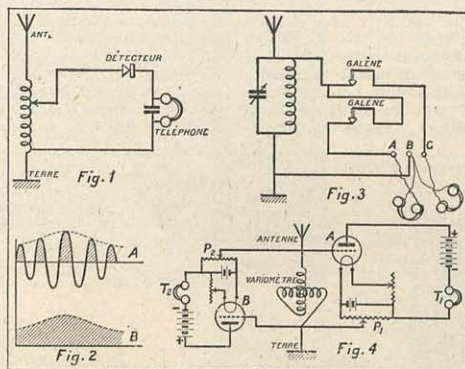 ANT.
DÉTECTEUR
TÉLÉPHONE
TERRE
Fig. 1
GALÈNE
GALÈNE
A B C
Fig. 3
A
B
Fig. 2
P2
ANTENNE
A
T2
VARIOMÈTRE
B
T1
P1
TERRE
Fig. 4